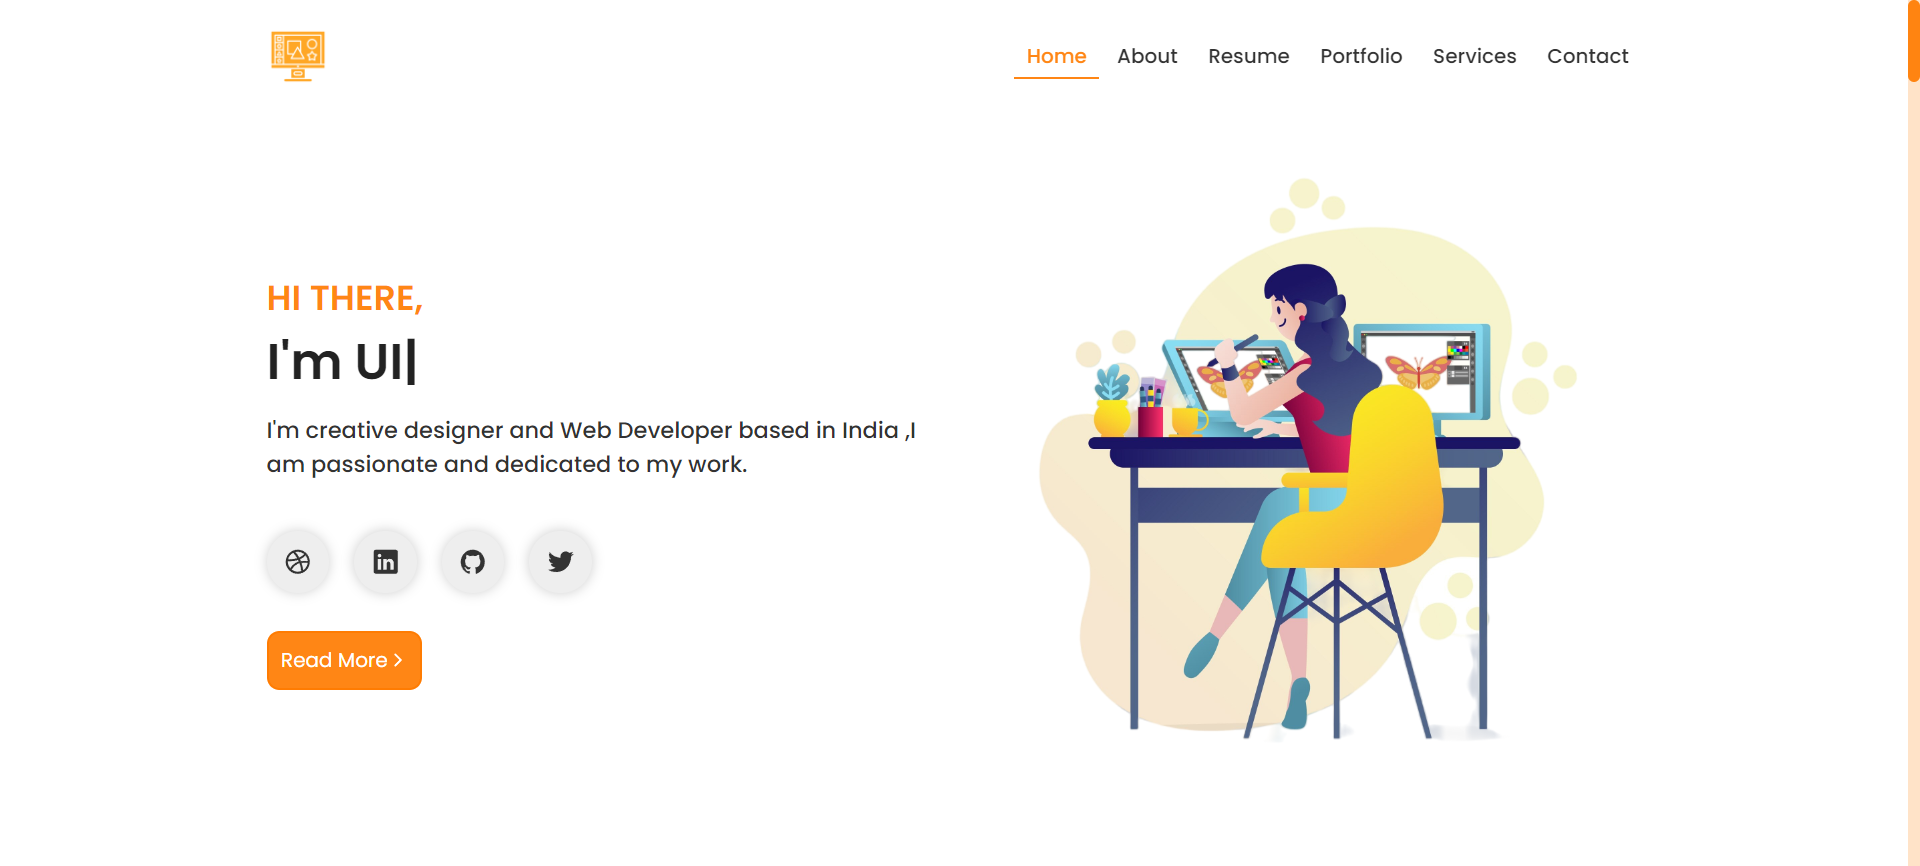 Home About Resume Portfolio Services Contact
HI THERE,
I'm UI|
I'm creative designer and Web Developer based in India ,I
am passionate and dedicated to my work.
in
Read More >